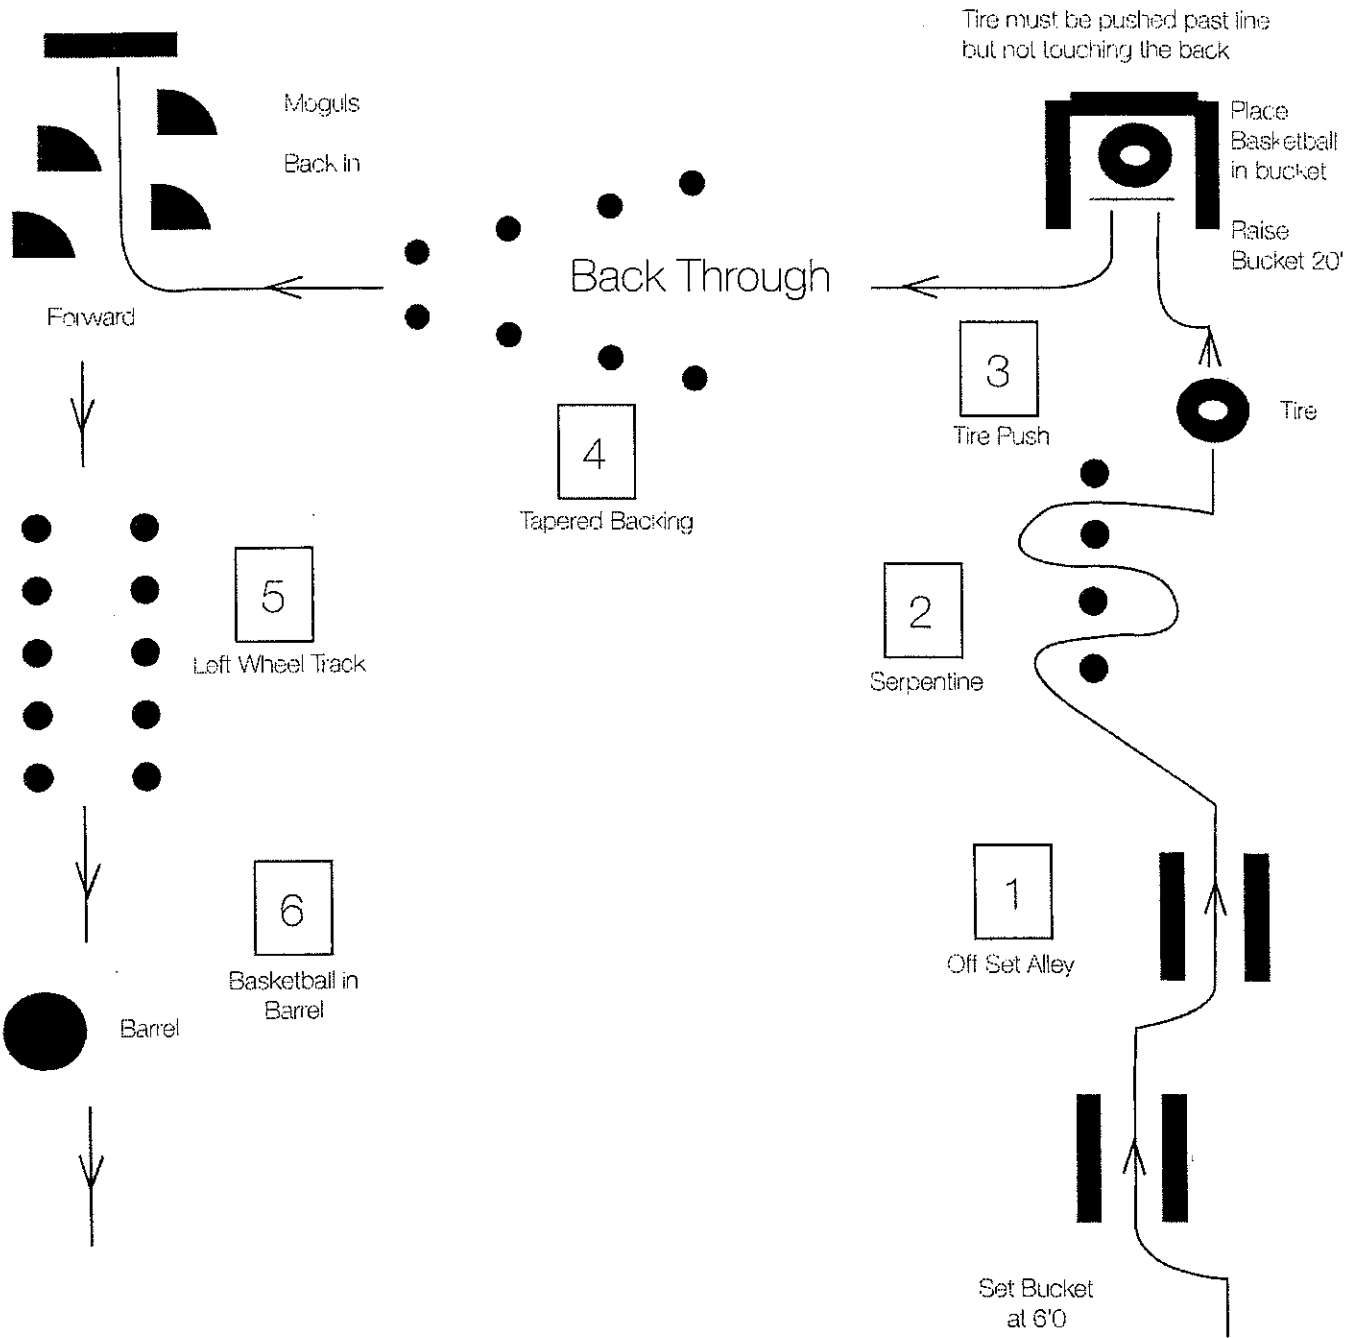 Tire must be pushed past line
but not touching the back
Moguls
Back in
Place
Basketball
in bucket
Raise
Bucket 20'
Back Through
Forward
3
Tire Push
Tire
4
Tapered Backing
5
Left Wheel Track
2
Serpentine
1
Off Set Alley
6
Basketball in
Barrel
Barrel
Set Bucket
at 6'0